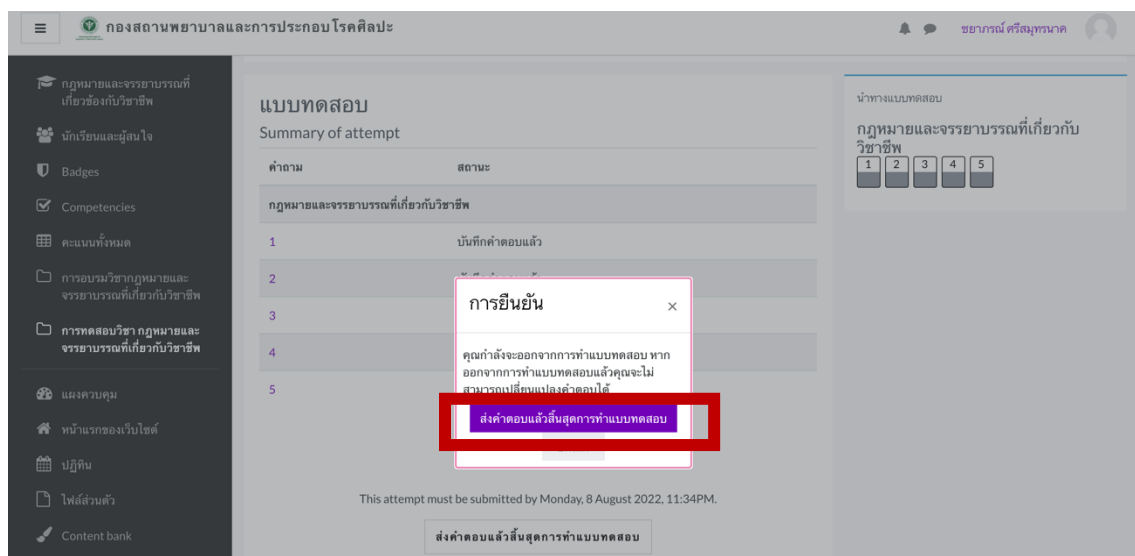 กองสถานพยาบาลและการประกอบโรคศิลปะ
ชยาภรณ์ ศรีสมุทรนาค
กฎหมายและจรรยาบรรณที่
เกี่ยวข้องกับวิชาชีพ
นักเรียนและผู้สนใจ
Badges
Competencies
คะแนนทั้งหมด
การอบรมวิชากฎหมายและ
จรรยาบรรณที่เกี่ยวกับวิชาชีพ
การทดสอบวิชา กฎหมายและ
จรรยาบรรณที่เกี่ยวกับวิชาชีพ
แผงควบคุม
หน้าแรกของเว็บไซต์
ปฏิทิน
ไฟล์ส่วนตัว
Content bank
แบบทดสอบ
Summary of attempt
คำถาม สถานะ
กฎหมายและจรรยาบรรณที่เกี่ยวกับวิชาชีพ
1 บันทึกคำตอบแล้ว
2
3
4
5
การยืนยัน ×
คุณกำลังจะออกจากการทำแบบทดสอบ หาก
ออกจากการทำแบบทดสอบแล้วคุณจะไม่
สามารถเปลี่ยนแปลงคำตอบได้
ส่งคำตอบแล้วสิ้นสุดการทำแบบทดสอบ
This attempt must be submitted by Monday, 8 August 2022, 11:34PM.
ส่งคำตอบแล้วสิ้นสุดการทำแบบทดสอบ
นำทางแบบทดสอบ
กฎหมายและจรรยาบรรณที่เกี่ยวกับ
วิชาชีพ
1 2 3 4 5